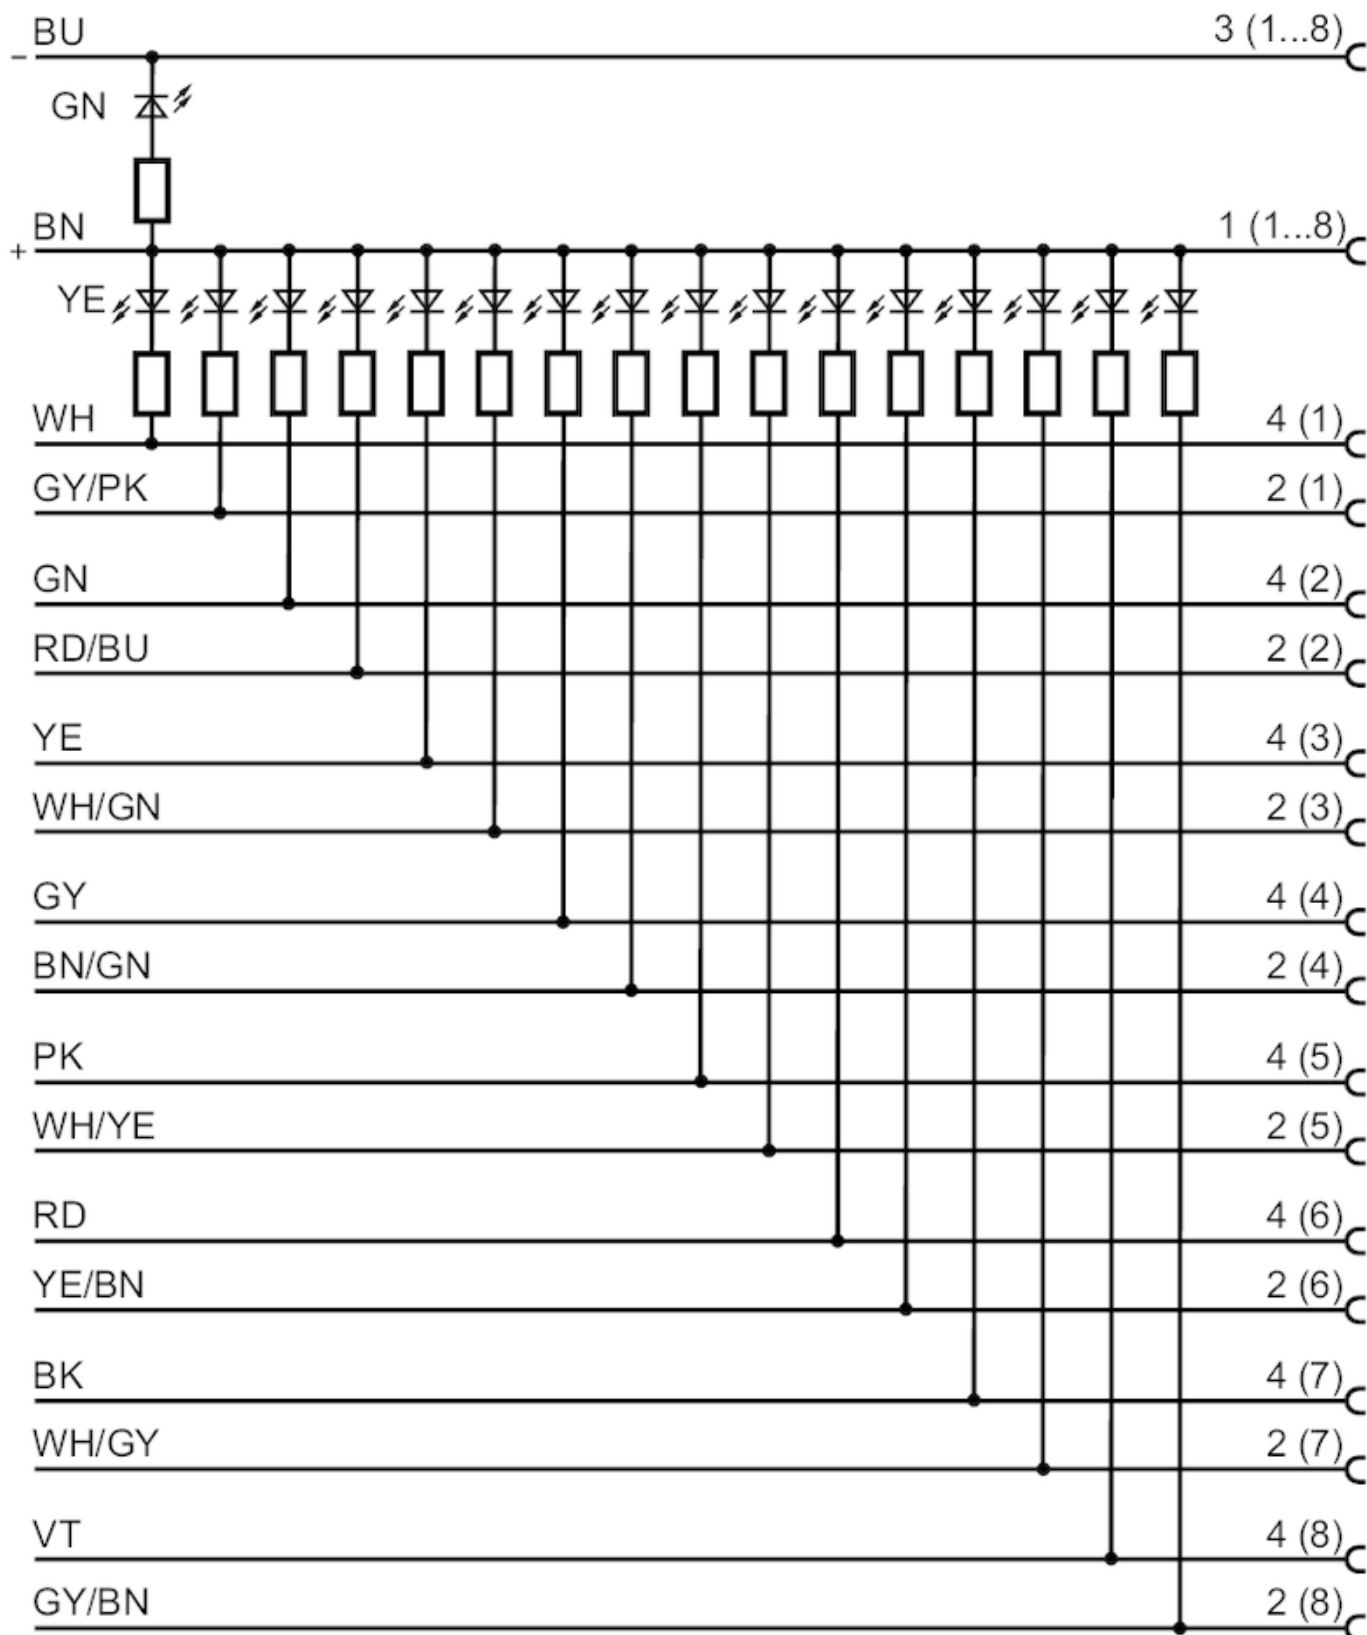 BU 3 (1...8)
–
GN
BN 1 (1...8)
+
YE
WH 4 (1)
GY/PK 2 (1)
GN 4 (2)
RD/BU 2 (2)
YE 4 (3)
WH/GN 2 (3)
GY 4 (4)
BN/GN 2 (4)
PK 4 (5)
WH/YE 2 (5)
RD 4 (6)
YE/BN 2 (6)
BK 4 (7)
WH/GY 2 (7)
VT 4 (8)
GY/BN 2 (8)